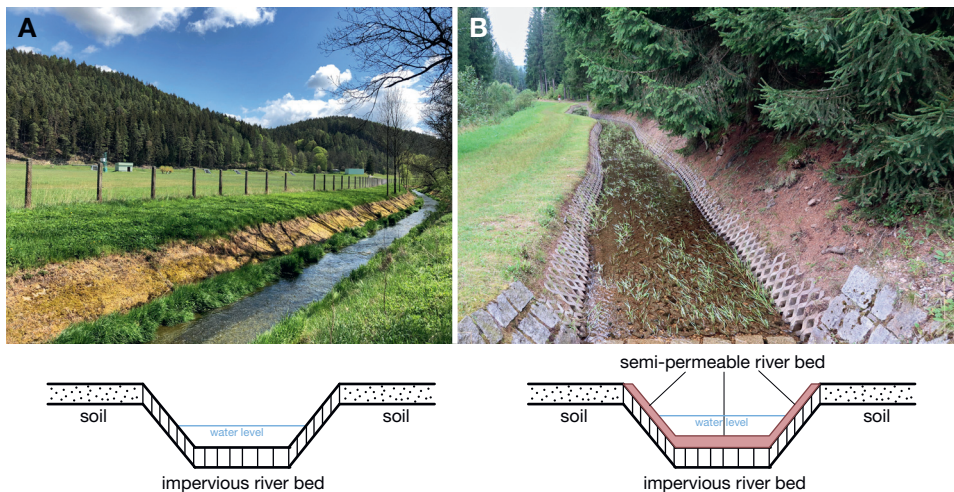 A
B
soil
soil
water level
impervious river bed
semi-permeable river bed
soil
soil
water level
impervious river bed